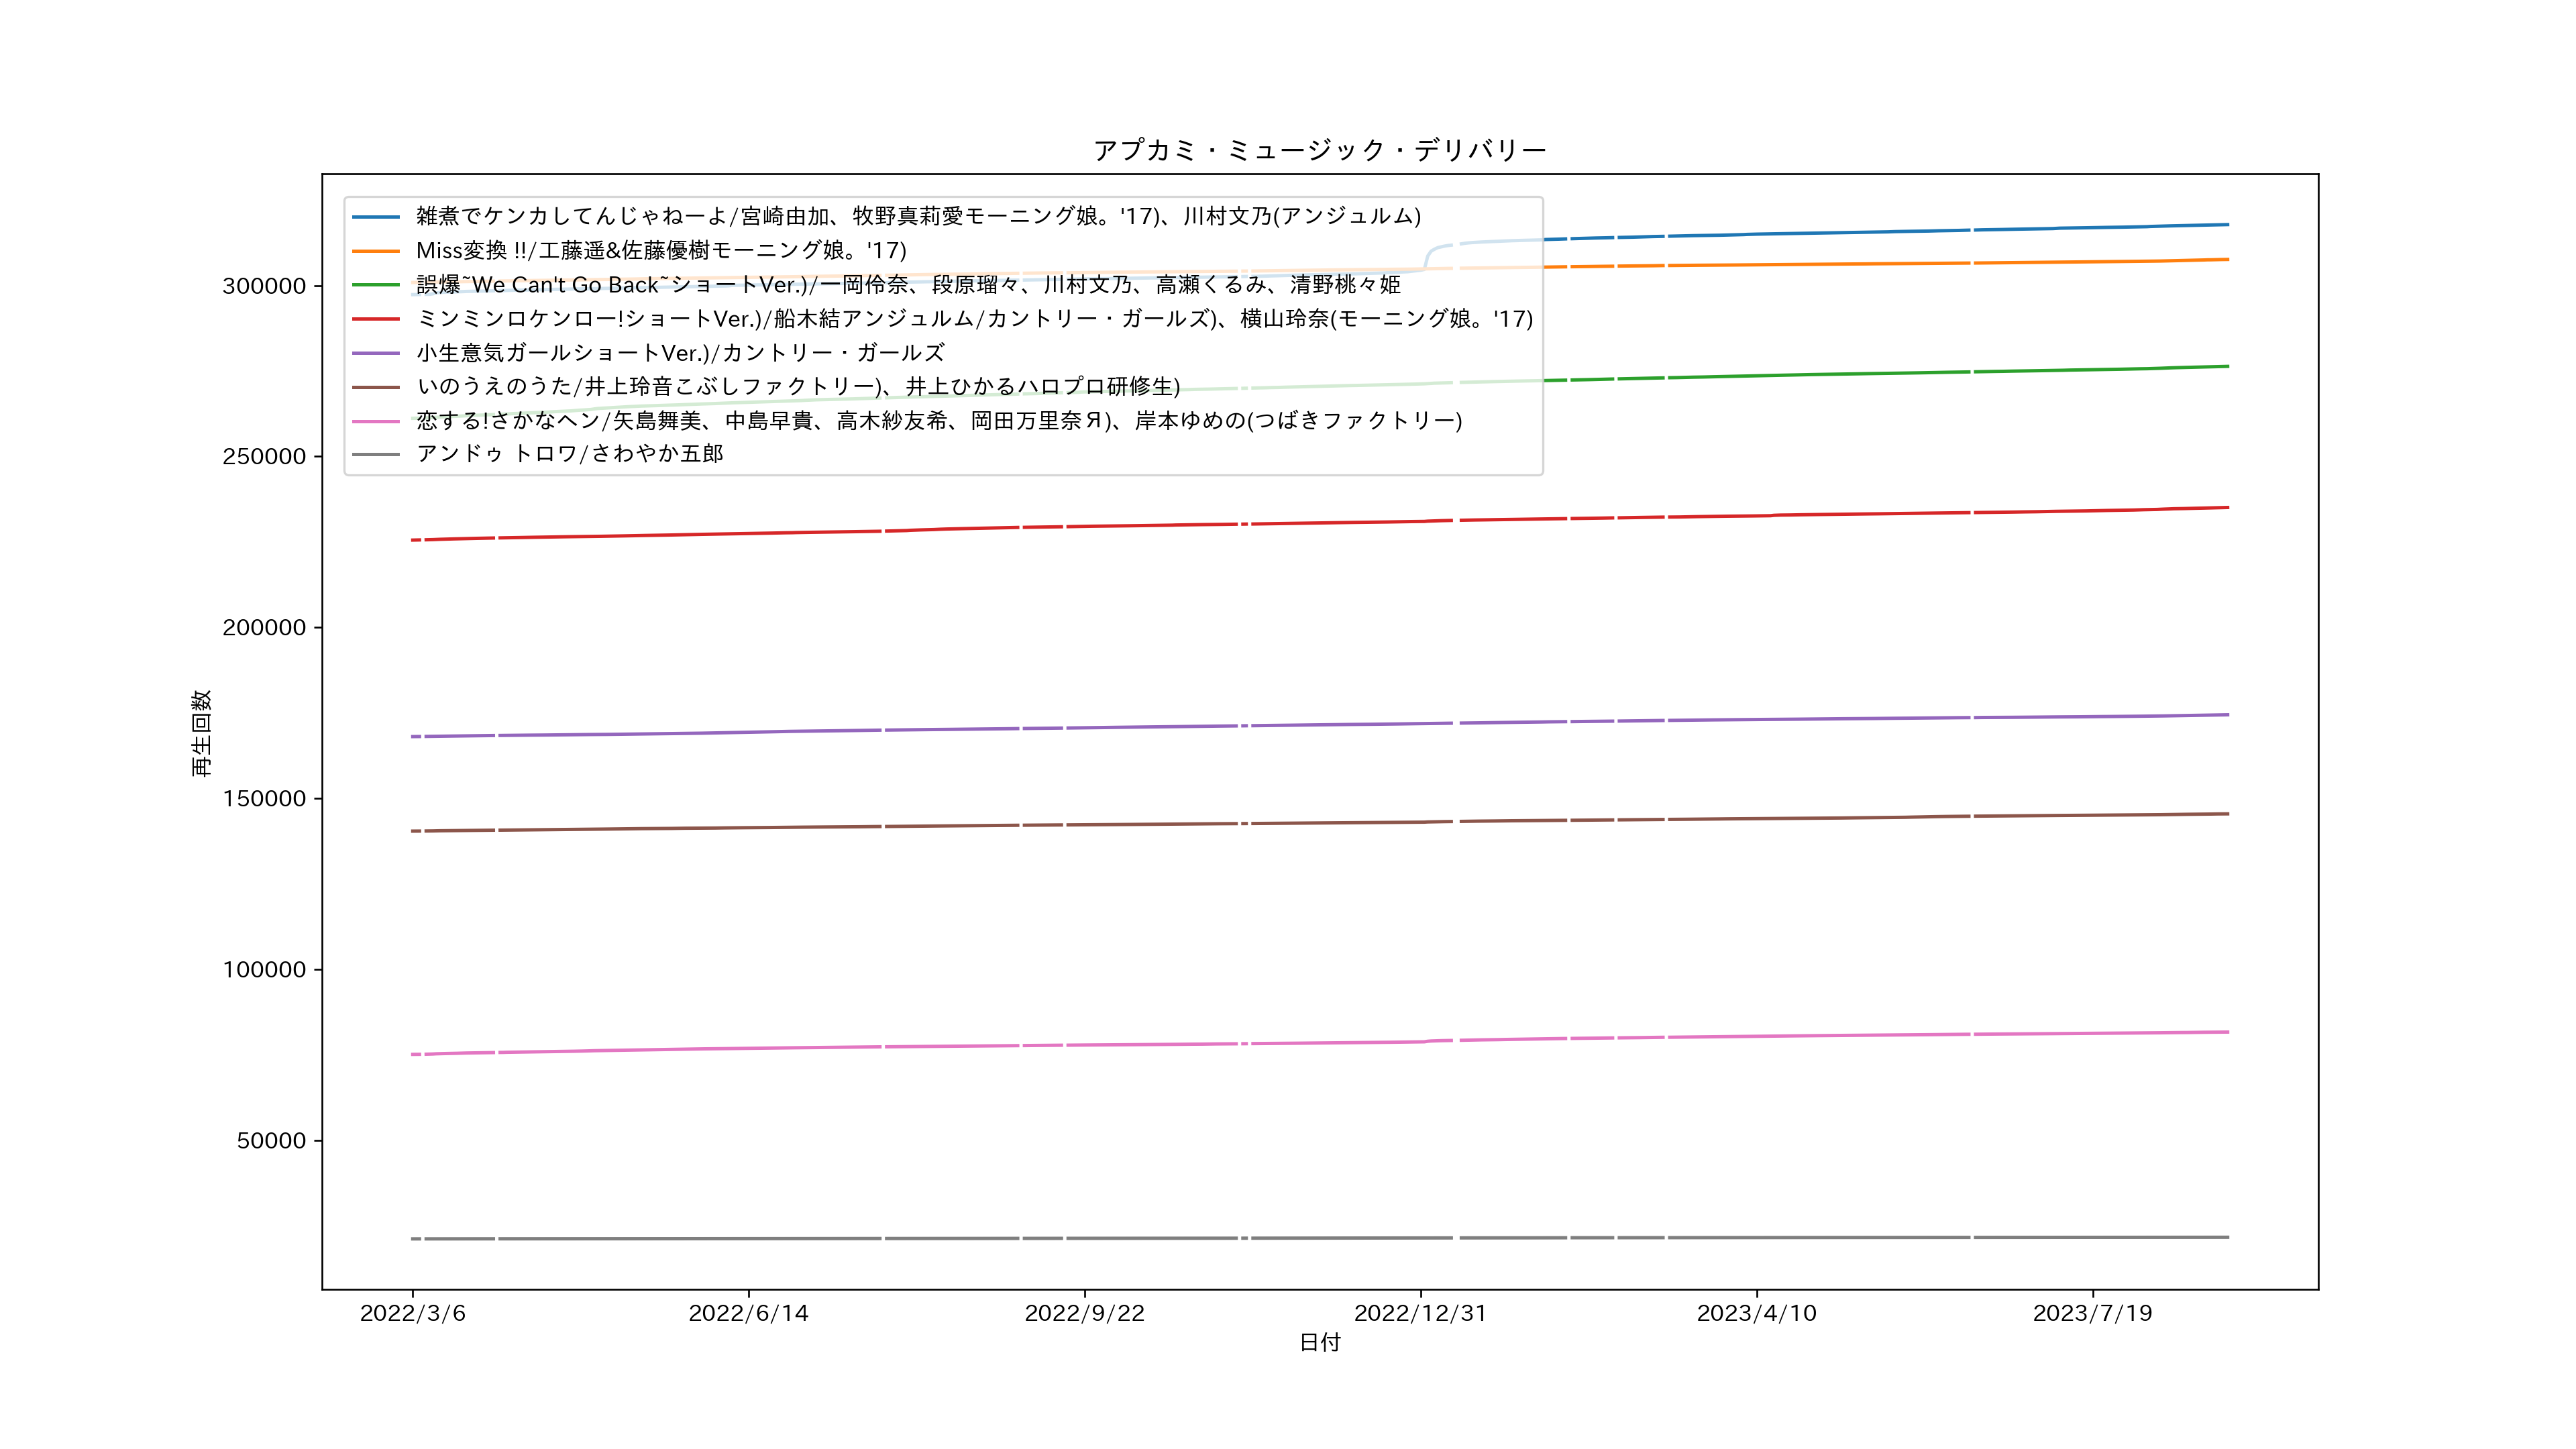 アプカミ・ミュージック・デリバリー
雑煮でケンカしてんじゃねーよ/宮崎由加、牧野真莉愛モーニング娘。'17)、川村文乃(アンジュルム)
Miss変換 !!/工藤遥&佐藤優樹モーニング娘。'17)
誤爆~We Can't Go Back~ショートVer.)/一岡伶奈、段原瑠々、川村文乃、高瀬くるみ、清野桃々姫
ミンミンロケンロー!ショートVer.)/船木結アンジュルム/カントリー・ガールズ)、横山玲奈(モーニング娘。'17)
小生意気ガールショートVer.)/カントリー・ガールズ
いのうえのうた/井上玲音こぶしファクトリー)、井上ひかるハロプロ研修生)
恋する!さかなヘン/矢島舞美、中島早貴、高木紗友希、岡田万里奈Я)、岸本ゆめの(つばきファクトリー)
アンドゥ トロワ/さわやか五郎
300000
250000
200000
150000
100000
50000
再生回数
2022/3/6
2022/6/14
2022/9/22
2022/12/31
2023/4/10
2023/7/19
日付